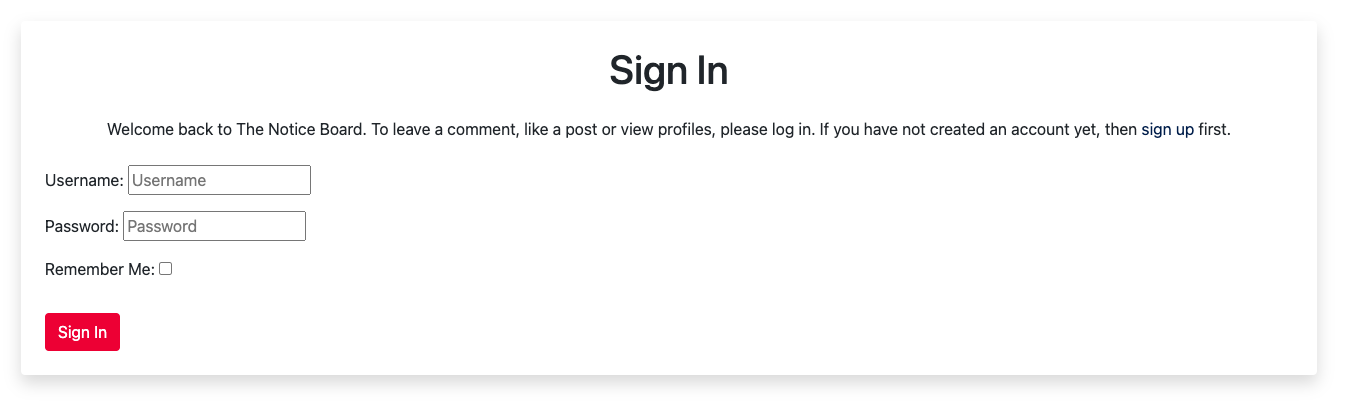 Sign In
Welcome back to The Notice Board. To leave a comment, like a post or view profiles, please log in. If you have not created an account yet, then sign up first.
Username: Username
Password: Password
Remember Me:
Sign In